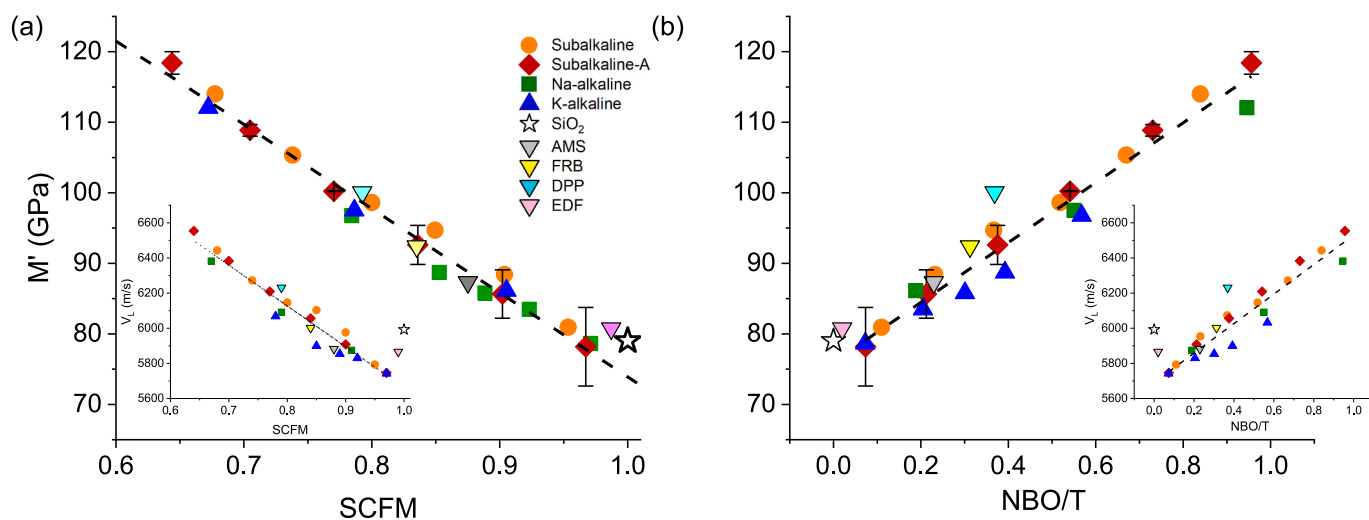 (a)
M' (GPa)
120
110
100
90
80
70
0.6 0.7 0.8 0.9 1.0
SCFM
Subalkaline
Subalkaline-A
Na-alkaline
K-alkaline
SiO₂
AMS
FRB
DPP
EDF
V_L (m/s)
6600
6400
6200
6000
5800
5600
0.6 0.7 0.8 0.9 1.0
SCFM
(b)
120
110
100
90
80
70
0.0 0.2 0.4 0.6 0.8 1.0
NBO/T
V_L (m/s)
6600
6400
6200
6000
5800
5600
0.0 0.2 0.4 0.6 0.8 1.0
NBO/T